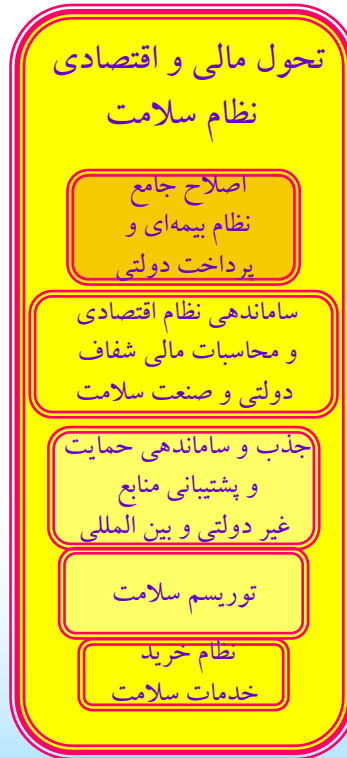 تحول مالی و اقتصادی
نظام سلامت
اصلاح جامع
نظام بیمه‌ای و
پرداخت دولتی
ساماندهی نظام اقتصادی
و محاسبات مالی شفاف
دولتی و صنعت سلامت
جذب و ساماندهی حمایت
و پشتیبانی منابع
غیر دولتی و بین المللی
توریسم سلامت
نظام خرید
خدمات سلامت